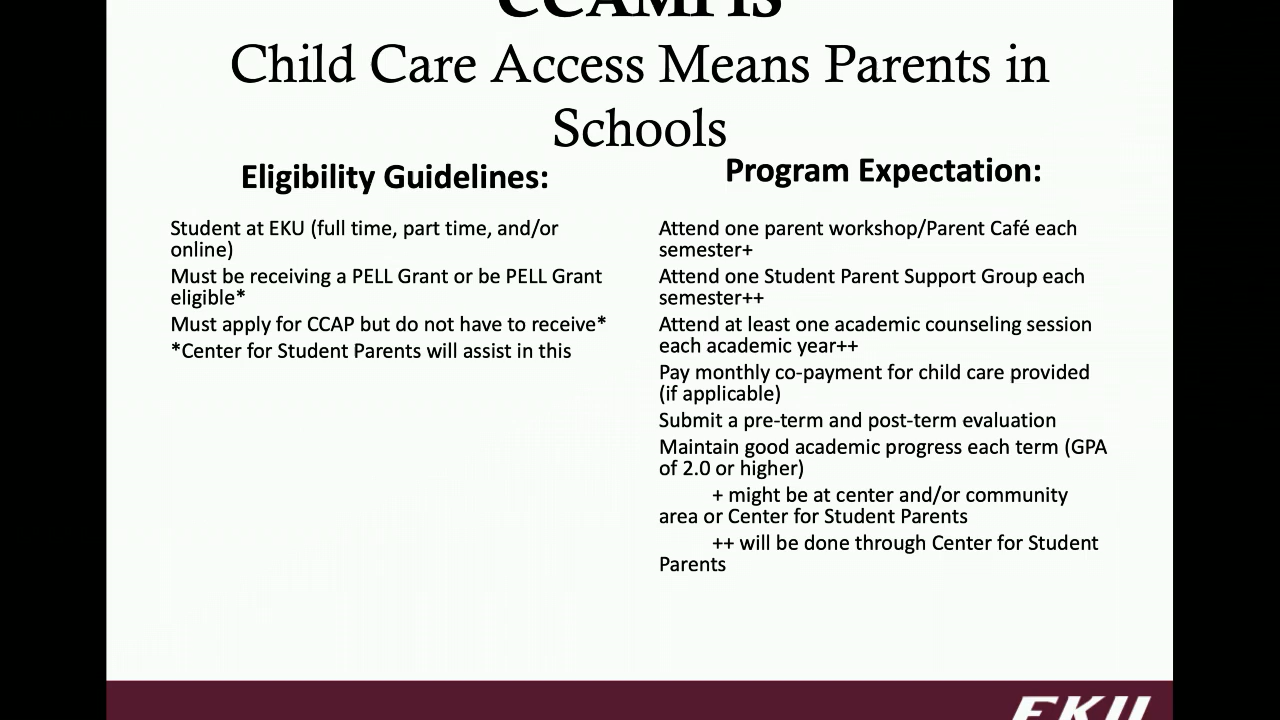 CCAMPIS
Child Care Access Means Parents in
Schools
Eligibility Guidelines:
Student at EKU (full time, part time, and/or
online)
Must be receiving a PELL Grant or be PELL Grant
eligible*
Must apply for CCAP but do not have to receive*
*Center for Student Parents will assist in this
Program Expectation:
Attend one parent workshop/Parent Café each
semester+
Attend one Student Parent Support Group each
semester++
Attend at least one academic counseling session
each academic year++
Pay monthly co-payment for child care provided
(if applicable)
Submit a pre-term and post-term evaluation
Maintain good academic progress each term (GPA
of 2.0 or higher)
+ might be at center and/or community
area or Center for Student Parents
++ will be done through Center for Student
Parents
EKU